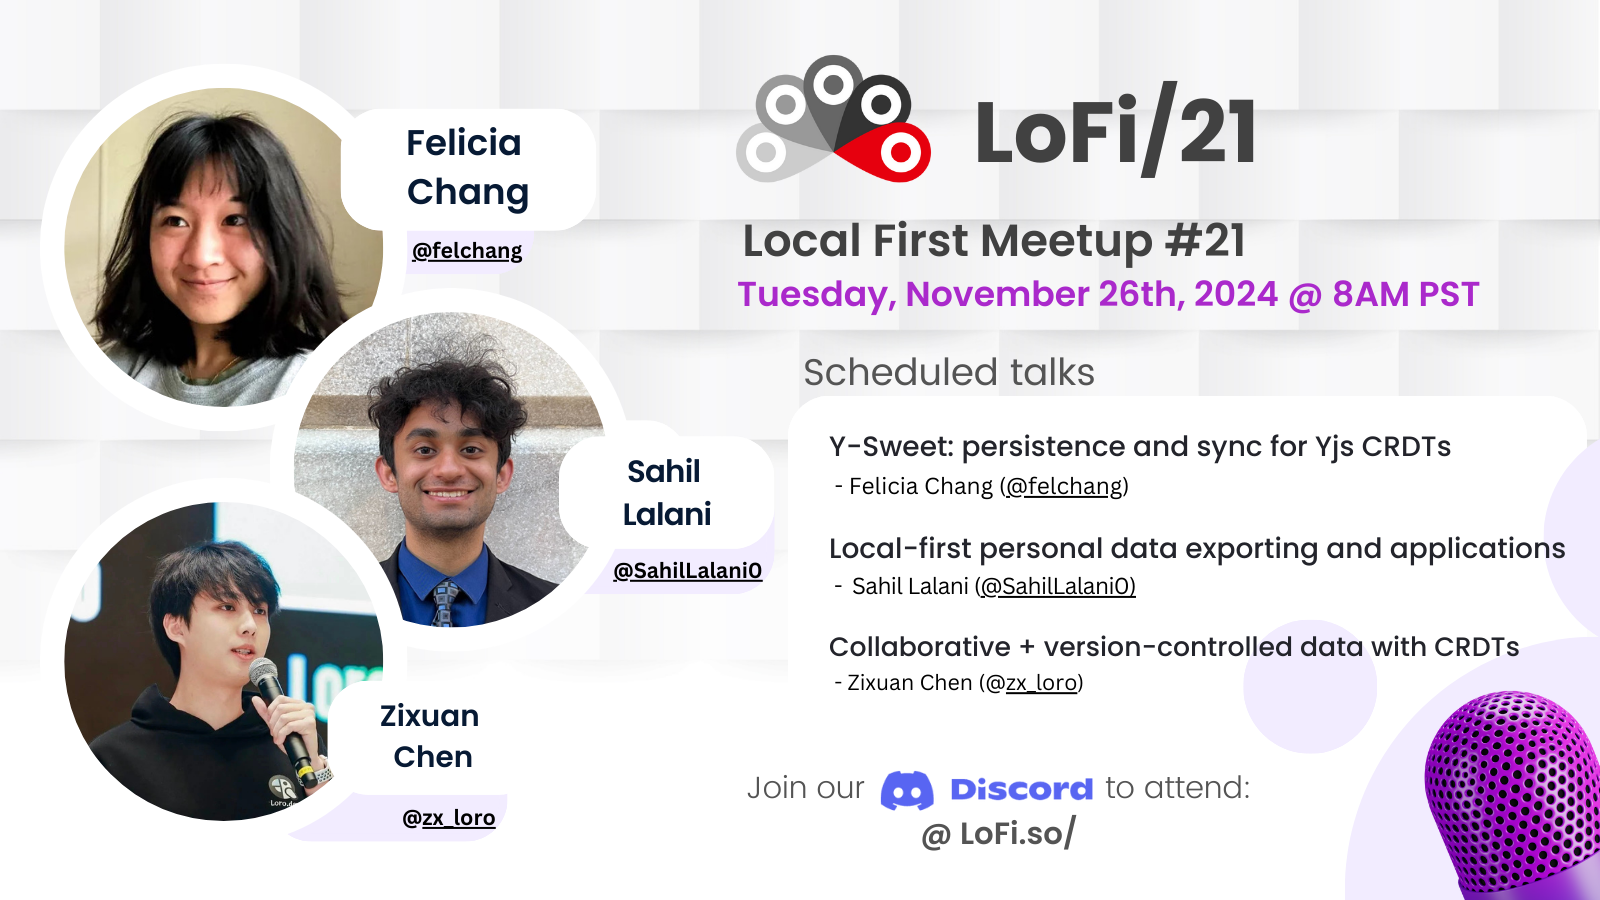 Felicia
Chang
@felchang
Sahil
Lalani
@SahilLalani0
Zixuan
Chen
@zx_loro
Loro.de
LoFi/21
Local First Meetup #21
Tuesday, November 26th, 2024 @ 8AM PST
Scheduled talks
Y-Sweet: persistence and sync for Yjs CRDTs
- Felicia Chang (@felchang)
Local-first personal data exporting and applications
- Sahil Lalani (@SahilLalani0)
Collaborative + version-controlled data with CRDTs
- Zixuan Chen (@zx_loro)
Join our Discord to attend:
@ LoFi.so/